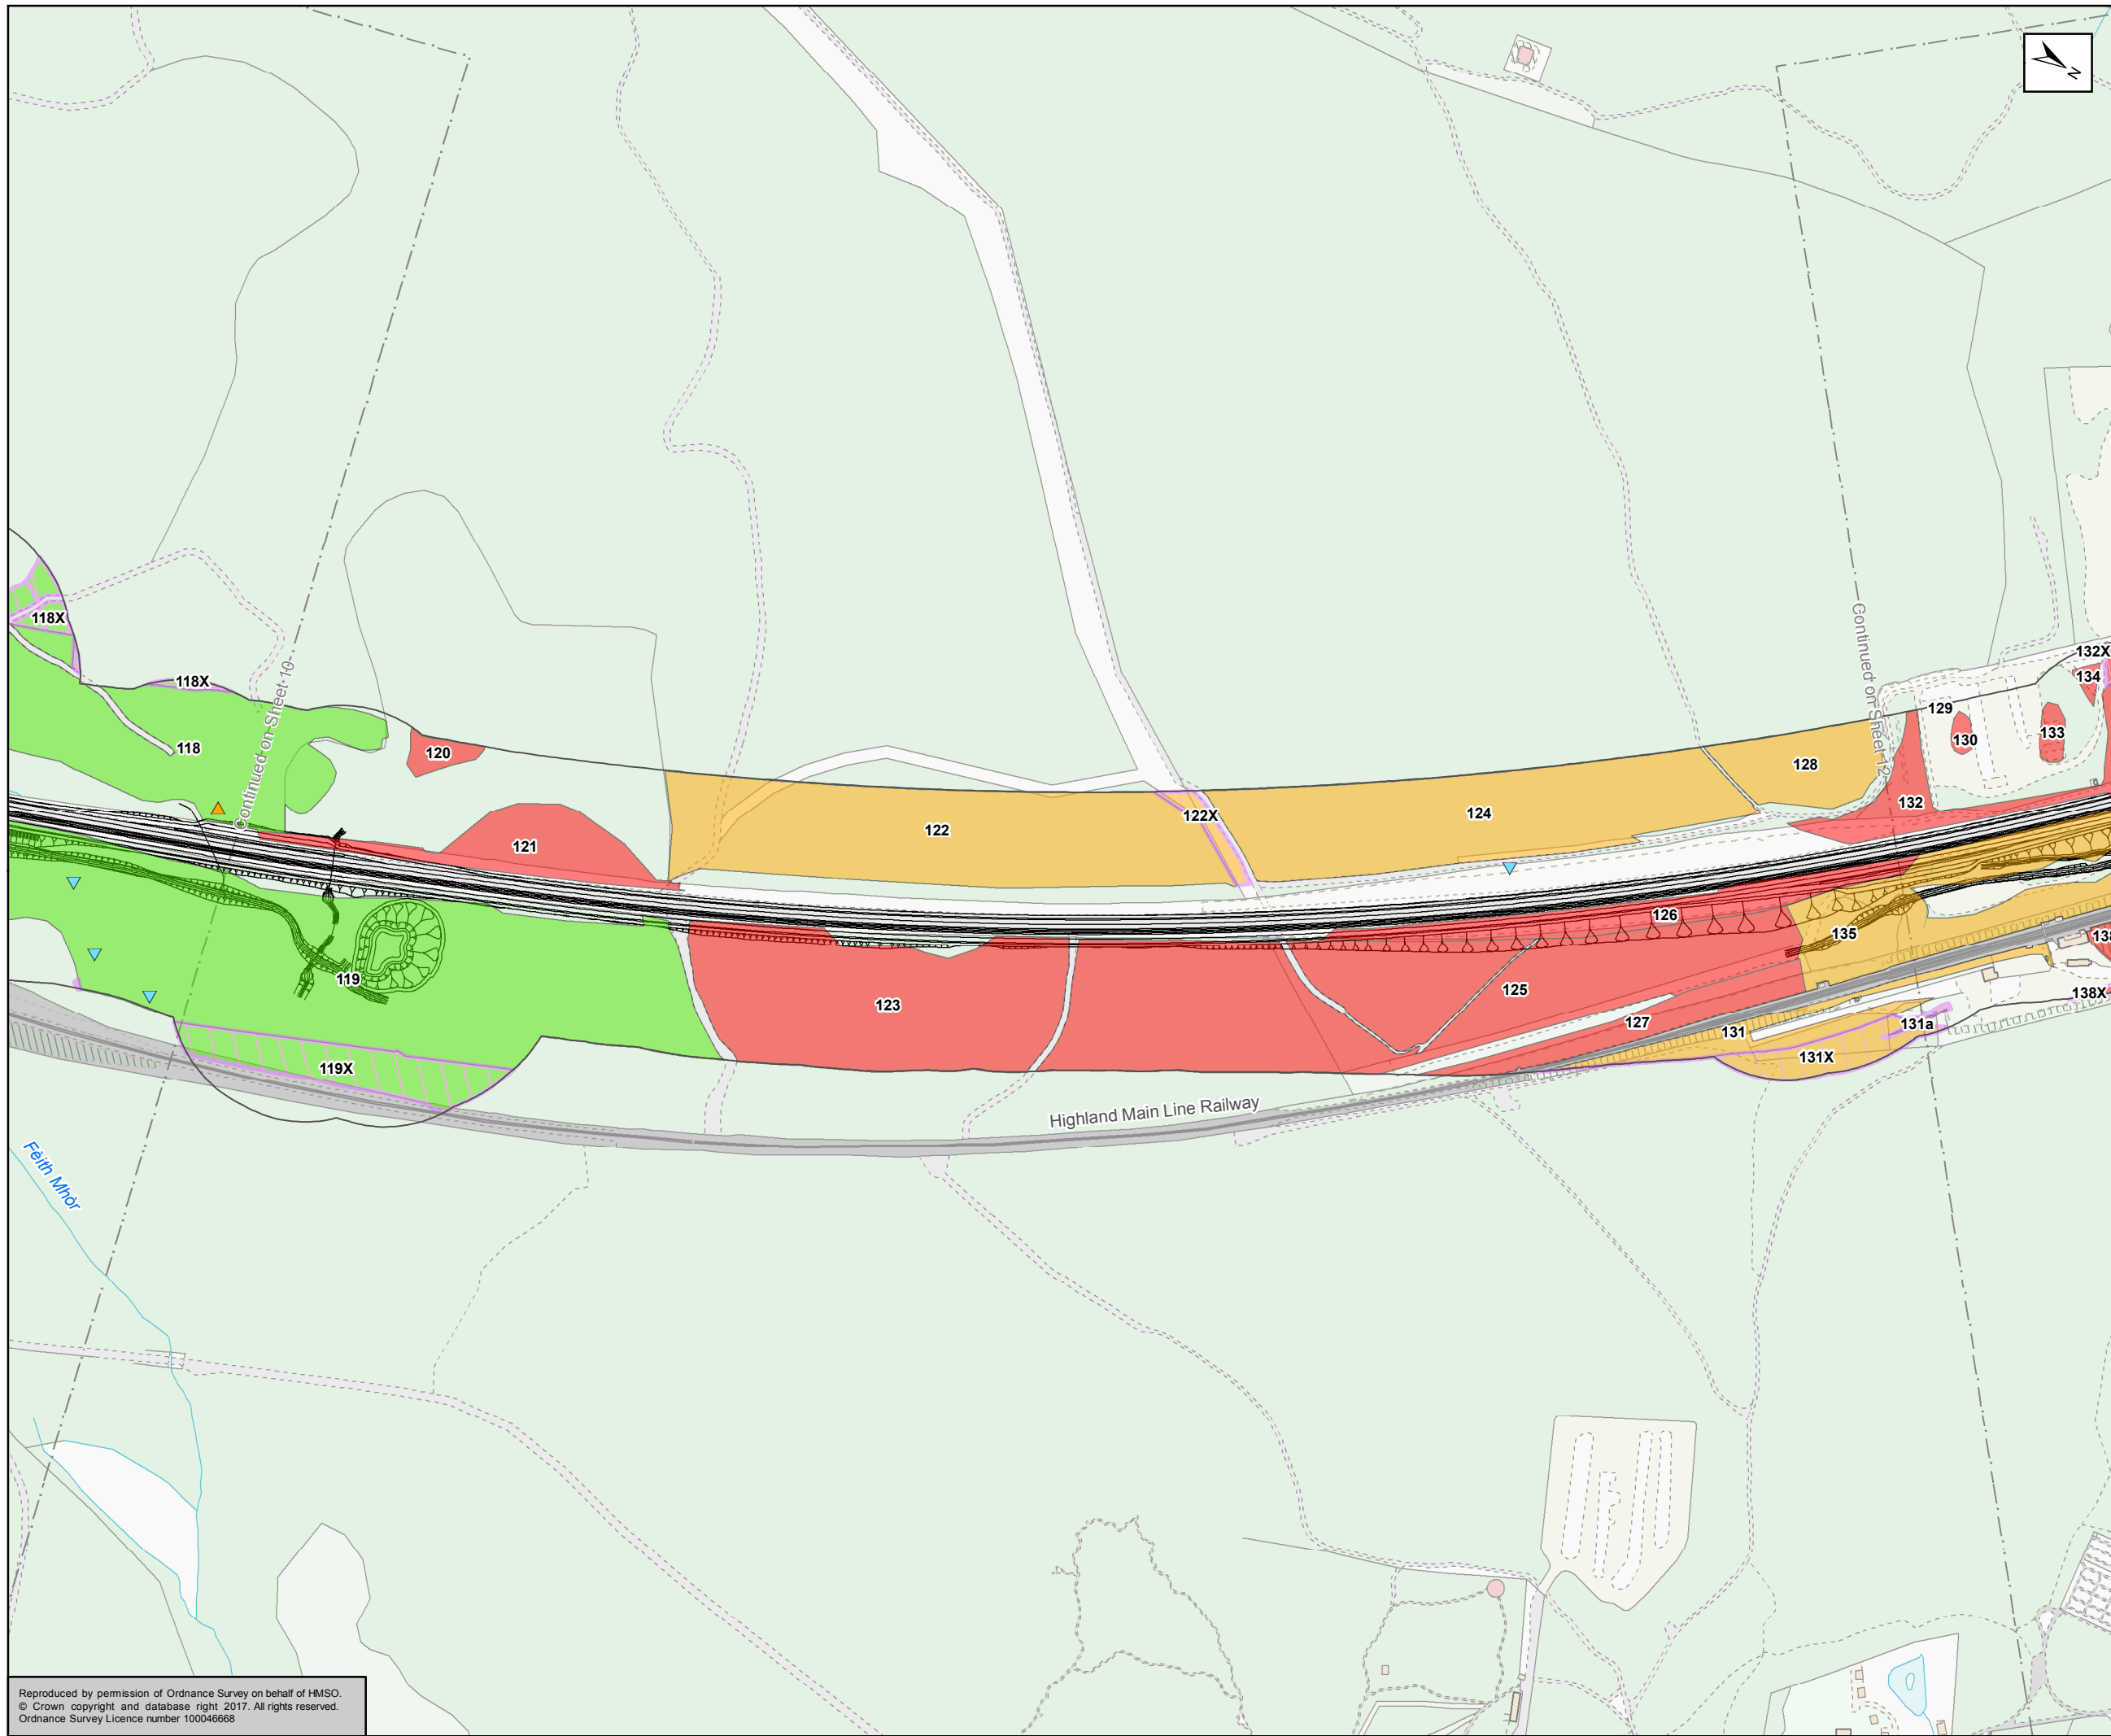 N
118X
118X
118
Continued on Sheet 10
120
121
122
122X
124
128
Continued on Sheet 12
129
130
132X
134
133
132
126
135
119
123
125
127
131
131a
131X
138X
119X
Highland Main Line Railway
Fèith Mhòr
Reproduced by permission of Ordnance Survey on behalf of HMSO.
© Crown copyright and database right 2017. All rights reserved.
Ordnance Survey Licence number 100046668